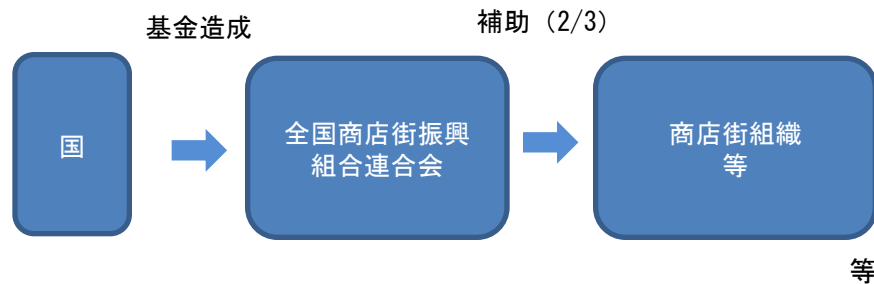 基金造成
補助（2/3）
国
全国商店街振興
組合連合会
商店街組織
等
等